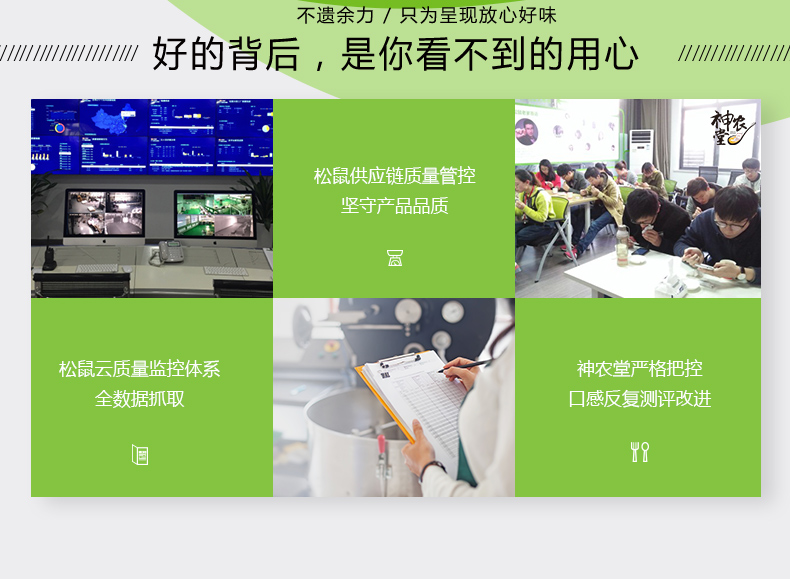 不遗余力 / 只为呈现放心好味
好的背后，是你看不到的用心
神农堂
松鼠供应链质量管控
坚守产品品质
松鼠云质量监控体系
全数据抓取
神农堂严格把控
口感反复测评改进